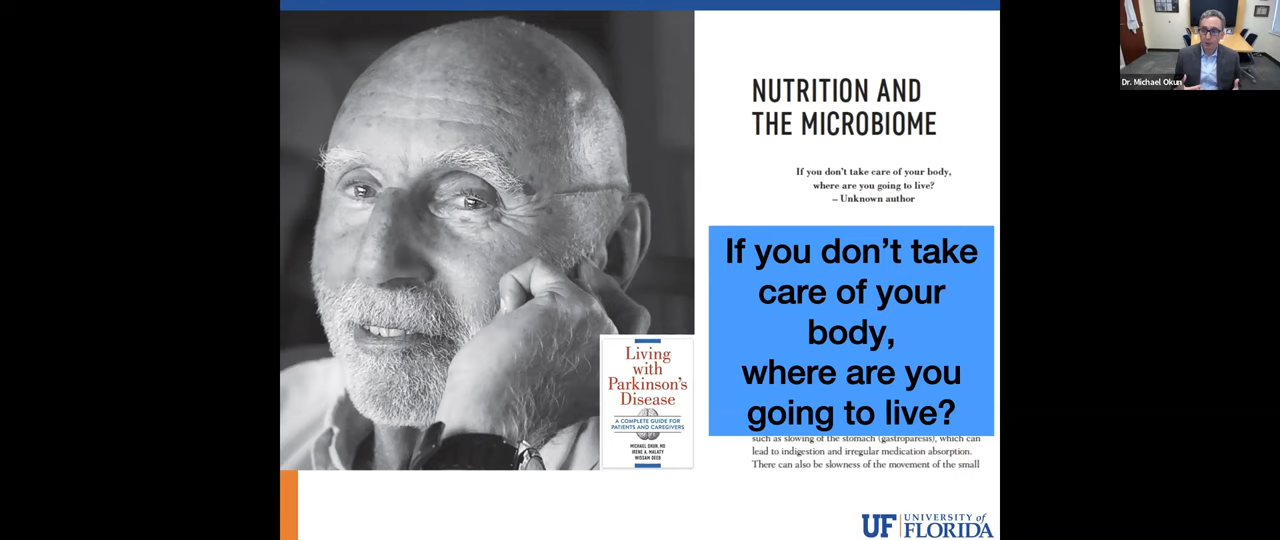 Dr. Michael Okun
NUTRITION AND
THE MICROBIOME
If you don't take care of your body,
where are you going to live?
– Unknown author
If you don't take
care of your
body,
where are you
going to live?
such as slowing of the stomach (gastroparesis), which can
lead to indigestion and irregular medication absorption.
There can also be slowness of the movement of the small
Living
with
Parkinson's
Disease
A COMPLETE GUIDE FOR
PATIENTS AND CAREGIVERS
MICHAEL OKUN, MD
IRENE A. MALATY
WISSAM DEEB
UF UNIVERSITY of
FLORIDA